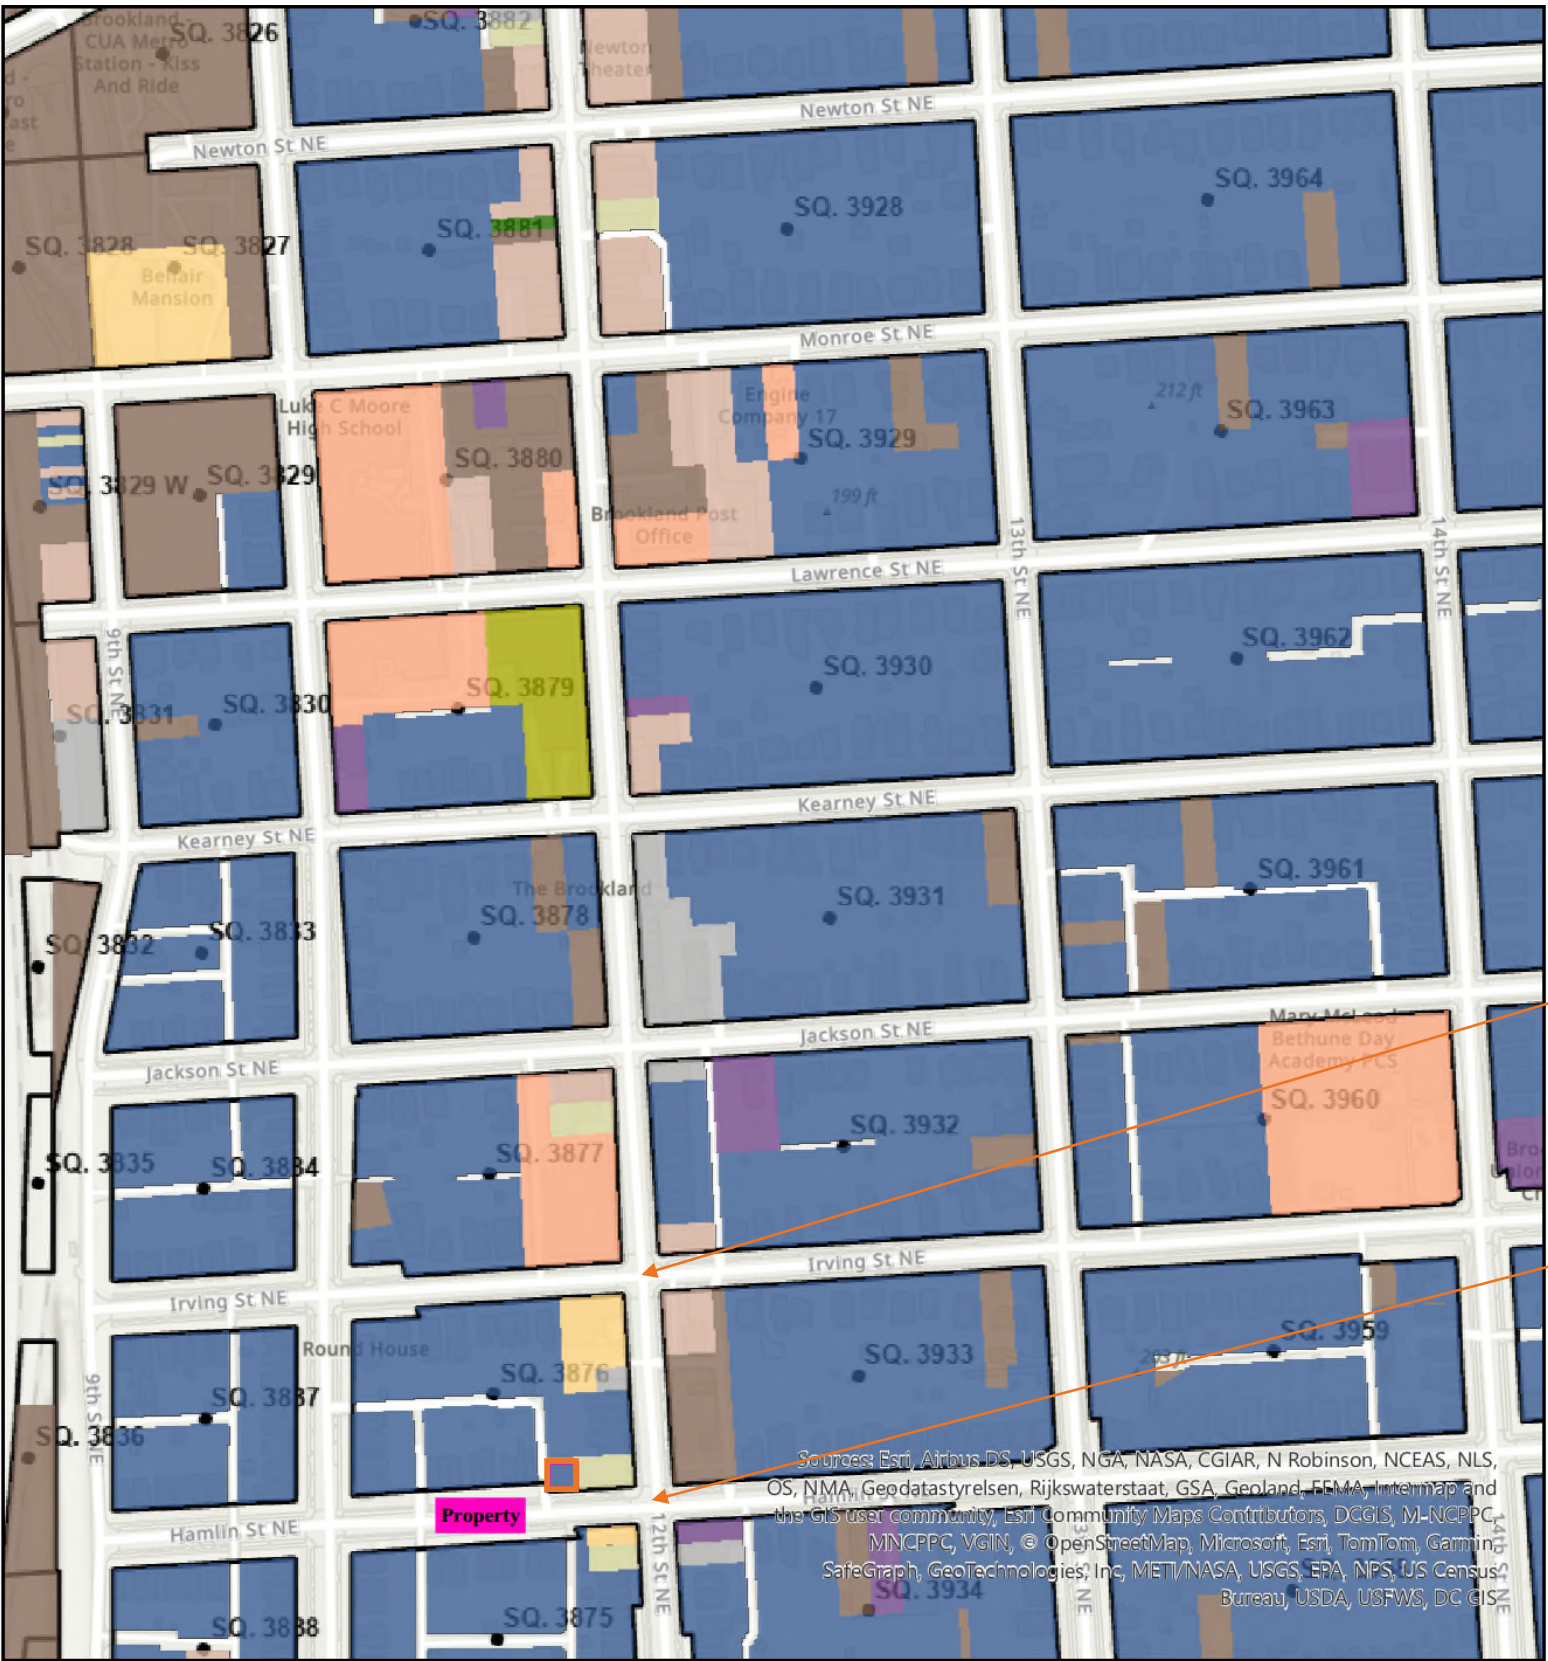 Brookland -
CUA Metro
Station - Kiss
And Ride
SQ. 3826
SQ. 3882
Newton
Theater
Newton St NE
Newton St NE
SQ. 3964
SQ. 3928
SQ. 3881
SQ. 3828
SQ. 3827
Bellair
Mansion
Monroe St NE
212 ft
Luke C Moore
High School
Engine
Company 17
SQ. 3963
SQ. 3929
SQ. 3880
SQ. 3829 W
SQ. 3829
199 ft
Brookland Post
Office
13th St NE
14th St NE
Lawrence St NE
9th St NE
SQ. 3962
SQ. 3930
SQ. 3879
SQ. 3830
SQ. 3831
Kearney St NE
Kearney St NE
SQ. 3961
The Brookland
SQ. 3931
SQ. 3878
SQ. 3833
SQ. 3832
Mary McLeod
Bethune Day
Academy PCS
Jackson St NE
Jackson St NE
SQ. 3960
SQ. 3932
SQ. 3877
SQ. 3835
SQ. 3834
Irving St NE
Irving St NE
SQ. 3959
Round House
203 ft
SQ. 3933
SQ. 3876
SQ. 3837
9th St NE
SQ. 3836
Sources: Esri, Airbus DS, USGS, NGA, NASA, CGIAR, N Robinson, NCEAS, NLS,
OS, NMA, Geodatastyrelsen, Rijkswaterstaat, GSA, Geoland, FEMA, Intermap and
the GIS user community, Esri Community Maps Contributors, DCGIS, M-NCPPC,
MNCPPC, VGIN, © OpenStreetMap, Microsoft, Esri, TomTom, Garmin,
SafeGraph, GeoTechnologies, Inc, METI/NASA, USGS, EPA, NPS, US Census
Bureau, USDA, USFWS, DC GIS
Property
Hamlin St NE
12th St NE
13th St NE
14th St NE
SQ. 3934
SQ. 3875
SQ. 3838